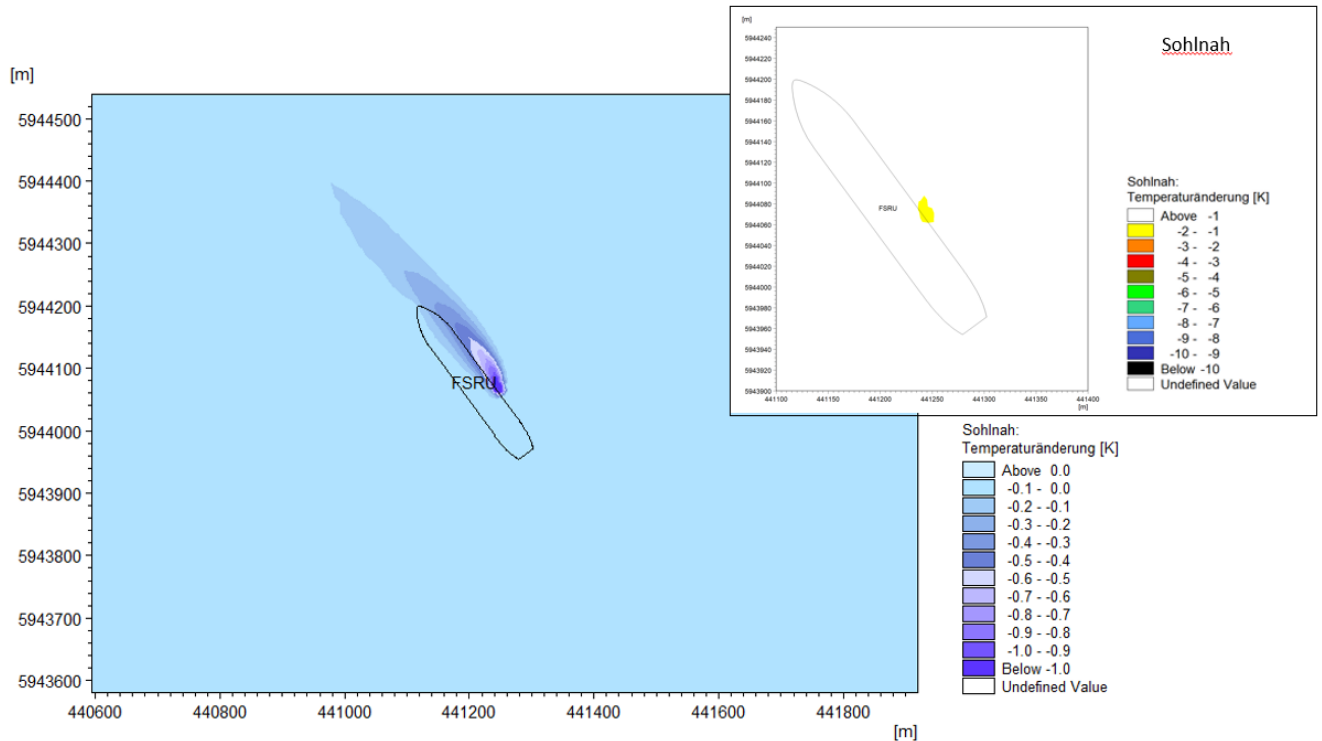 [m]
5944500
5944400
5944300
5944200
5944100
5944000
5943900
5943800
5943700
5943600
FSRU
440600 440800 441000 441200 441400 441600 441800
[m]
[m]
Sohlnah
5944240
5944220
5944200
5944180
5944160
5944140
5944120
5944100
5944080
5944060
5944040
5944020
5944000
5943980
5943960
5943940
5943920
5943900
FSRU
441100 441150 441200 441250 441300 441350 441400
[m]
Sohlnah:
Temperaturänderung [K]
Above -1
-2 - -1
-3 - -2
-4 - -3
-5 - -4
-6 - -5
-7 - -6
-8 - -7
-9 - -8
-10 - -9
Below -10
Undefined Value
Sohlnah:
Temperaturänderung [K]
Above 0.0
-0.1 - 0.0
-0.2 - -0.1
-0.3 - -0.2
-0.4 - -0.3
-0.5 - -0.4
-0.6 - -0.5
-0.7 - -0.6
-0.8 - -0.7
-0.9 - -0.8
-1.0 - -0.9
Below -1.0
Undefined Value